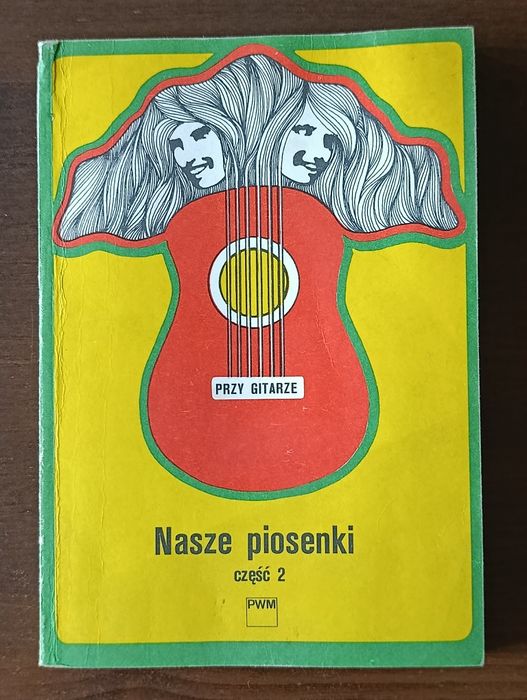 PRZY GITARZE
Nasze piosenki
część 2
PWM